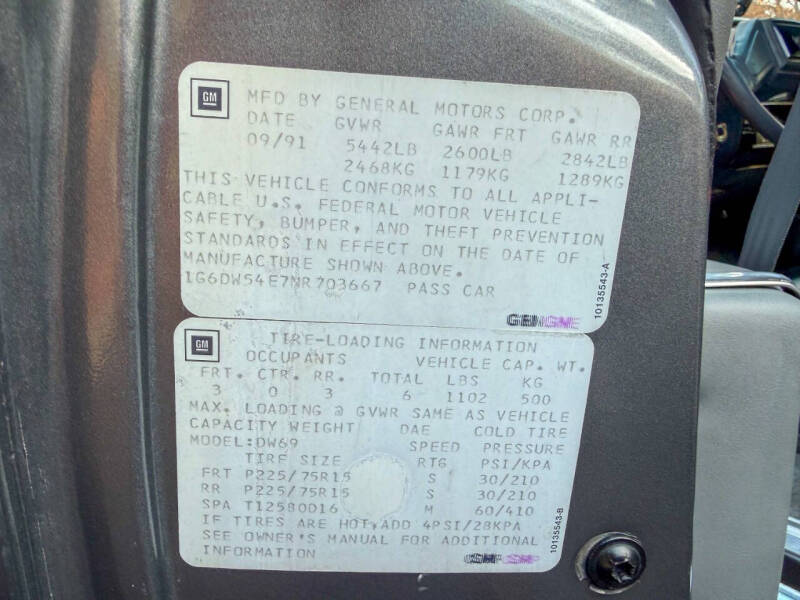 GM MFD BY GENERAL MOTORS CORP.
DATE GVWR GAWR FRT GAWR RR
09/91 5442LB 2600LB 2842LB
2468KG 1179KG 1289KG
THIS VEHICLE CONFORMS TO ALL APPLI-
CABLE U.S. FEDERAL MOTOR VEHICLE
SAFETY, BUMPER, AND THEFT PREVENTION
STANDARDS IN EFFECT ON THE DATE OF
MANUFACTURE SHOWN ABOVE.
1G6DW54E7NR703667 PASS CAR
10135543-A
GM TIRE-LOADING INFORMATION
OCCUPANTS VEHICLE CAP. WT.
FRT. CTR. RR. TOTAL LBS KG
3 0 3 6 1102 500
MAX. LOADING @ GVWR SAME AS VEHICLE
CAPACITY WEIGHT DAE COLD TIRE
MODEL:DW69 SPEED PRESSURE
TIRE SIZE RTG PSI/KPA
FRT P225/75R15 S 30/210
RR P225/75R15 S 30/210
SPA T12580D16 M 60/410
IF TIRES ARE HOT,ADD 4PSI/28KPA
SEE OWNER'S MANUAL FOR ADDITIONAL
INFORMATION
10135543-B